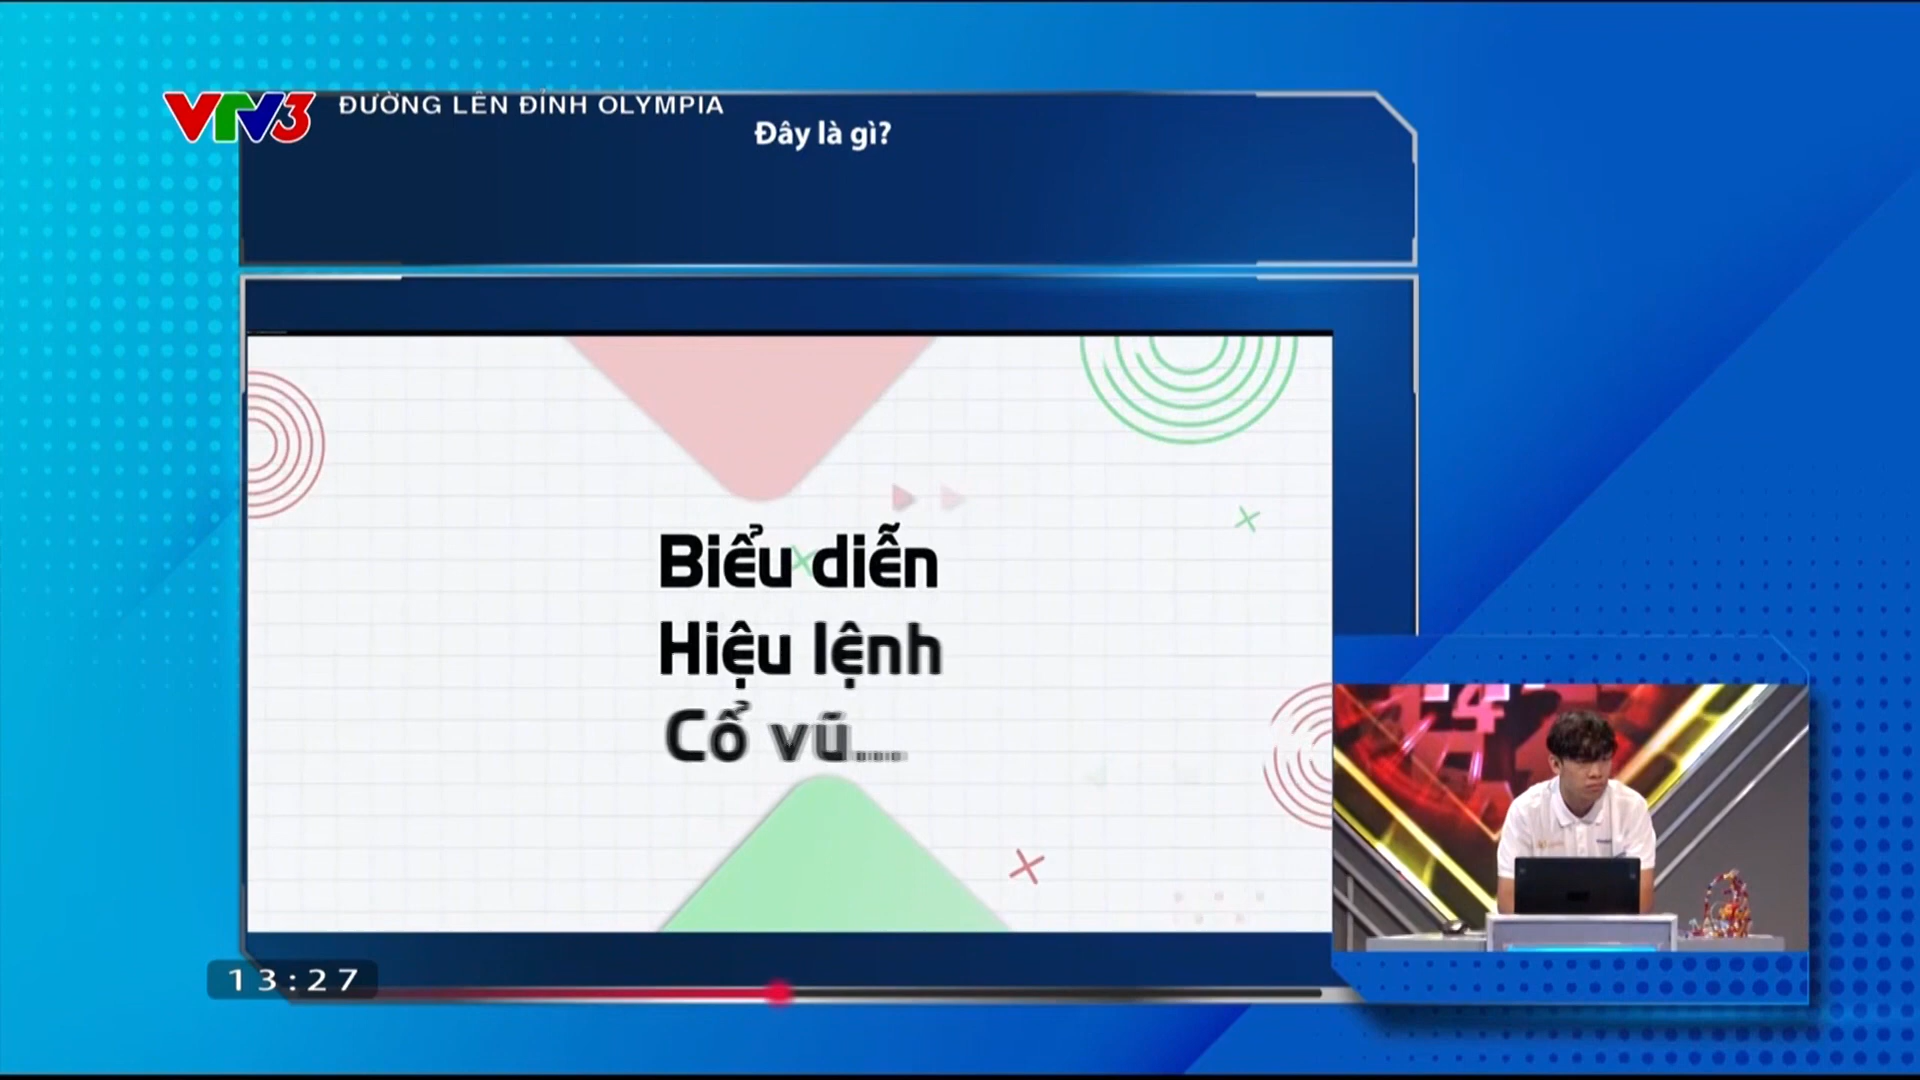 VTV3
ĐƯỜNG LÊN ĐỈNH OLYMPIA
Đây là gì?
Biểu diễn
Hiệu lệnh
Cổ vũ.....
13:27